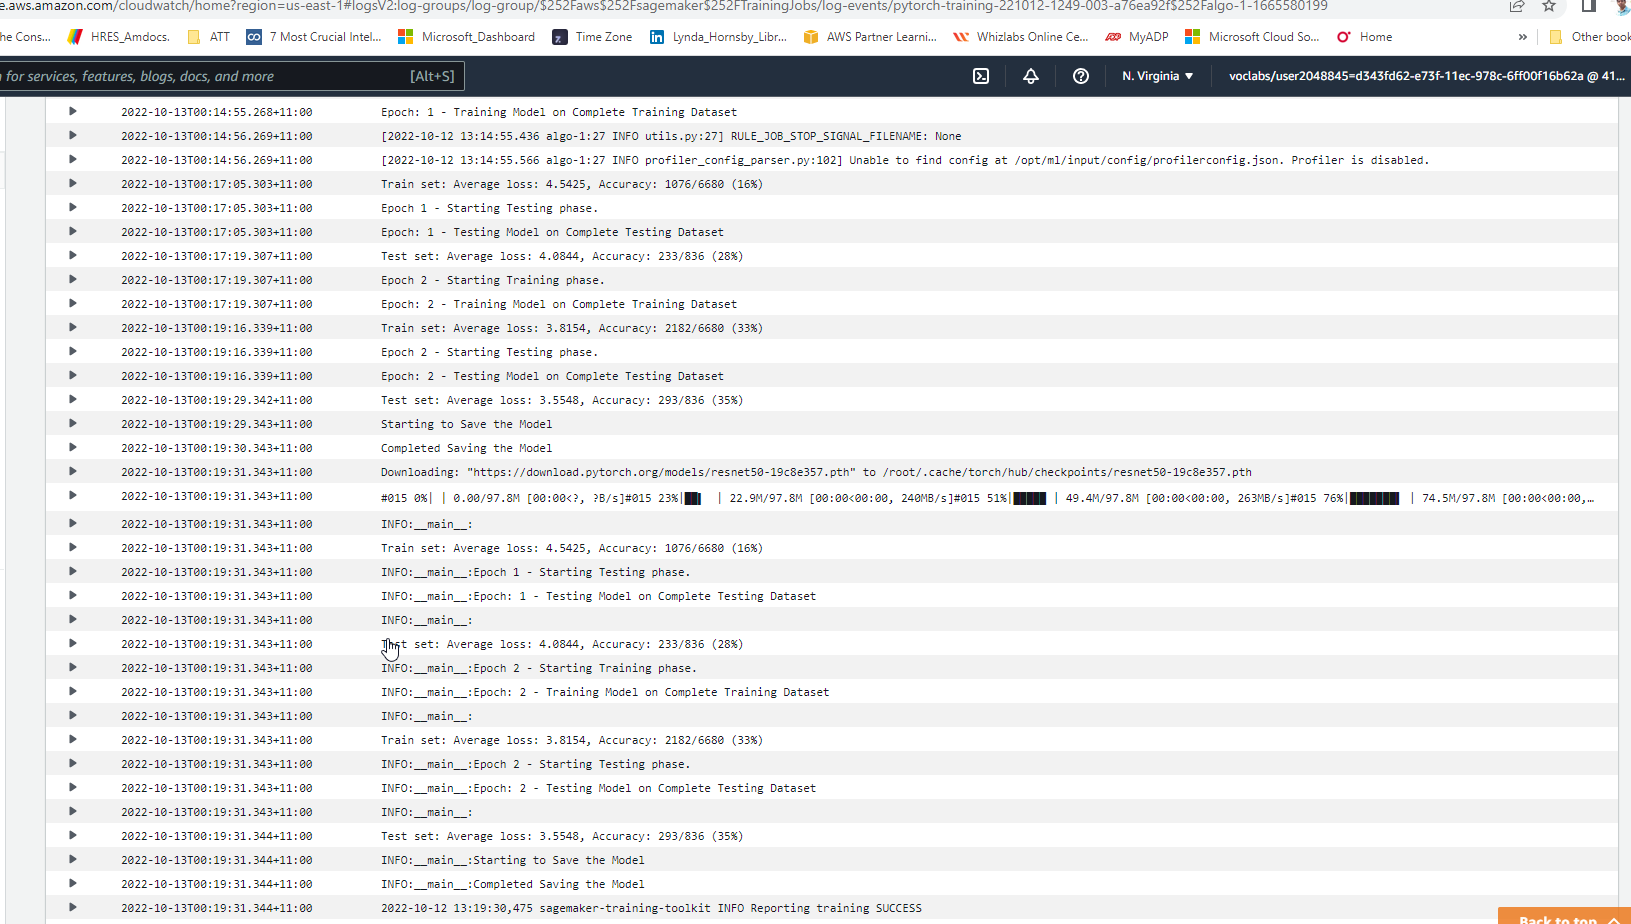 .aws.amazon.com/cloudwatch/home?region=us-east-1#logsV2:log-groups/log-group/$252Faws$252Fsagemaker$252FTrainingJobs/log-events/pytorch-training-221012-1249-003-a76ea92f$252Falgo-1-1665580199
he Cons... HRES_Amdocs. ATT 7 Most Crucial Intel... Microsoft_Dashboard Time Zone Lynda_Hornsby_Libr... AWS Partner Learni... Whizlabs Online Ce... MyADP Microsoft Cloud So... Home » Other book
for services, features, blogs, docs, and more [Alt+S] N. Virginia ▼ voclabs/user2048845=d343fd62-e73f-11ec-978c-6ff00f16b62a @ 41...
2022-10-13T00:14:55.268+11:00 Epoch: 1 - Training Model on Complete Training Dataset
2022-10-13T00:14:56.269+11:00 [2022-10-12 13:14:55.436 algo-1:27 INFO utils.py:27] RULE_JOB_STOP_SIGNAL_FILENAME: None
2022-10-13T00:14:56.269+11:00 [2022-10-12 13:14:55.566 algo-1:27 INFO profiler_config_parser.py:102] Unable to find config at /opt/ml/input/config/profilerconfig.json. Profiler is disabled.
2022-10-13T00:17:05.303+11:00 Train set: Average loss: 4.5425, Accuracy: 1076/6680 (16%)
2022-10-13T00:17:05.303+11:00 Epoch 1 - Starting Testing phase.
2022-10-13T00:17:05.303+11:00 Epoch: 1 - Testing Model on Complete Testing Dataset
2022-10-13T00:17:19.307+11:00 Test set: Average loss: 4.0844, Accuracy: 233/836 (28%)
2022-10-13T00:17:19.307+11:00 Epoch 2 - Starting Training phase.
2022-10-13T00:17:19.307+11:00 Epoch: 2 - Training Model on Complete Training Dataset
2022-10-13T00:19:16.339+11:00 Train set: Average loss: 3.8154, Accuracy: 2182/6680 (33%)
2022-10-13T00:19:16.339+11:00 Epoch 2 - Starting Testing phase.
2022-10-13T00:19:16.339+11:00 Epoch: 2 - Testing Model on Complete Testing Dataset
2022-10-13T00:19:29.342+11:00 Test set: Average loss: 3.5548, Accuracy: 293/836 (35%)
2022-10-13T00:19:29.343+11:00 Starting to Save the Model
2022-10-13T00:19:30.343+11:00 Completed Saving the Model
2022-10-13T00:19:31.343+11:00 Downloading: "https://download.pytorch.org/models/resnet50-19c8e357.pth" to /root/.cache/torch/hub/checkpoints/resnet50-19c8e357.pth
2022-10-13T00:19:31.343+11:00 #015 0%| | 0.00/97.8M [00:00<?, ?B/s]#015 23%|██▎ | 22.9M/97.8M [00:00<00:00, 240MB/s]#015 51%|█████ | 49.4M/97.8M [00:00<00:00, 263MB/s]#015 76%|███████▌ | 74.5M/97.8M [00:00<00:00,...
2022-10-13T00:19:31.343+11:00 INFO:__main__:
2022-10-13T00:19:31.343+11:00 Train set: Average loss: 4.5425, Accuracy: 1076/6680 (16%)
2022-10-13T00:19:31.343+11:00 INFO:__main__:Epoch 1 - Starting Testing phase.
2022-10-13T00:19:31.343+11:00 INFO:__main__:Epoch: 1 - Testing Model on Complete Testing Dataset
2022-10-13T00:19:31.343+11:00 INFO:__main__:
2022-10-13T00:19:31.343+11:00 Test set: Average loss: 4.0844, Accuracy: 233/836 (28%)
2022-10-13T00:19:31.343+11:00 INFO:__main__:Epoch 2 - Starting Training phase.
2022-10-13T00:19:31.343+11:00 INFO:__main__:Epoch: 2 - Training Model on Complete Training Dataset
2022-10-13T00:19:31.343+11:00 INFO:__main__:
2022-10-13T00:19:31.343+11:00 Train set: Average loss: 3.8154, Accuracy: 2182/6680 (33%)
2022-10-13T00:19:31.343+11:00 INFO:__main__:Epoch 2 - Starting Testing phase.
2022-10-13T00:19:31.343+11:00 INFO:__main__:Epoch: 2 - Testing Model on Complete Testing Dataset
2022-10-13T00:19:31.343+11:00 INFO:__main__:
2022-10-13T00:19:31.344+11:00 Test set: Average loss: 3.5548, Accuracy: 293/836 (35%)
2022-10-13T00:19:31.344+11:00 INFO:__main__:Starting to Save the Model
2022-10-13T00:19:31.344+11:00 INFO:__main__:Completed Saving the Model
2022-10-13T00:19:31.344+11:00 2022-10-12 13:19:30,475 sagemaker-training-toolkit INFO Reporting training SUCCESS
Back to top